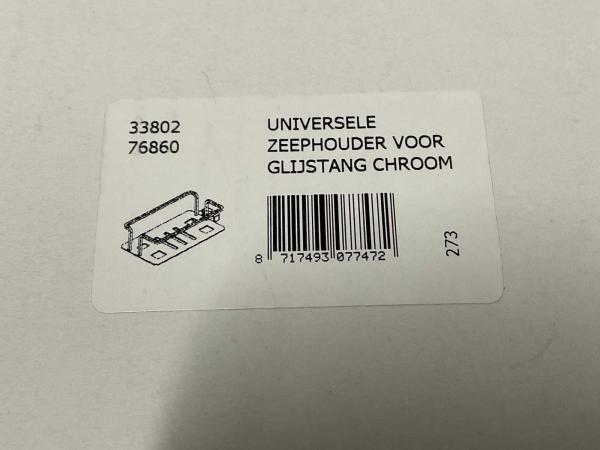 33802
76860
UNIVERSELE
ZEEPHOUDER VOOR
GLIJSTANG CHROOM
8 717493 077472
273